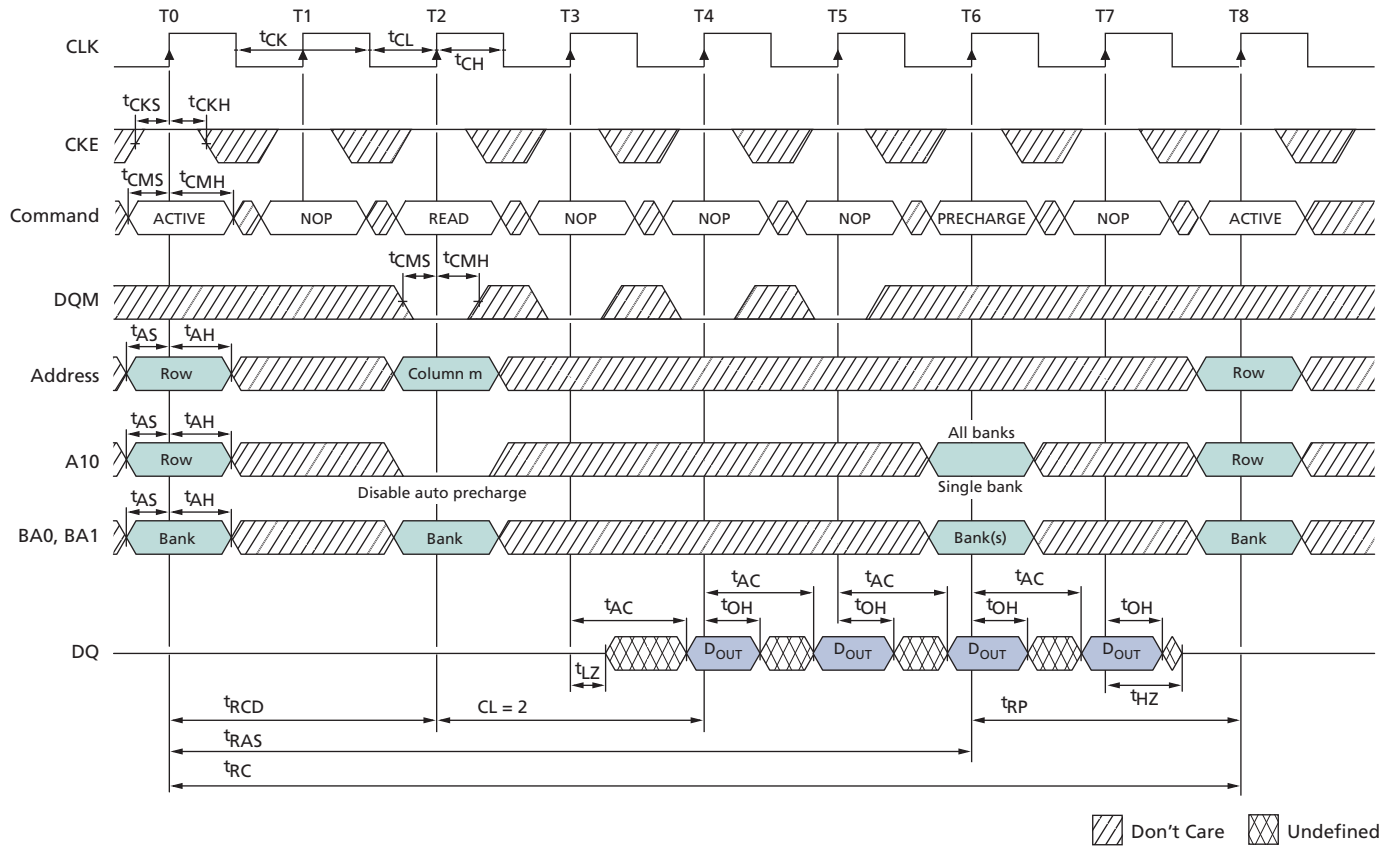 T0 T1 T2 T3 T4 T5 T6 T7 T8
CLK
tCK tCL
tCH
tCKS tCKH
CKE
tCMS tCMH
Command ACTIVE NOP READ NOP NOP NOP PRECHARGE NOP ACTIVE
tCMS tCMH
DQM
tAS tAH
Address Row Column m Row
tAS tAH
All banks
A10 Row Row
Disable auto precharge Single bank
tAS tAH
BA0, BA1 Bank Bank Bank(s) Bank
tAC tAC tAC
tAC tOH tOH tOH tOH
DQ DOUT DOUT DOUT DOUT
tLZ tHZ
tRCD CL = 2 tRP
tRAS
tRC
Don't Care Undefined